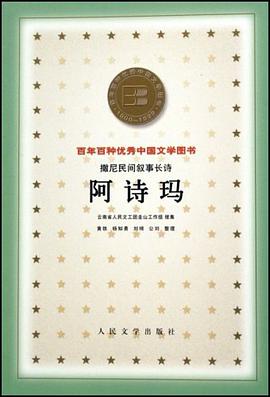 1900-1999
百年百种优秀中国文学图书
撒尼民间叙事长诗
阿诗玛
云南省人民文工团圭山工作组 搜集
黄铁 杨知勇 刘绮 公刘 整理
人民文学出版社